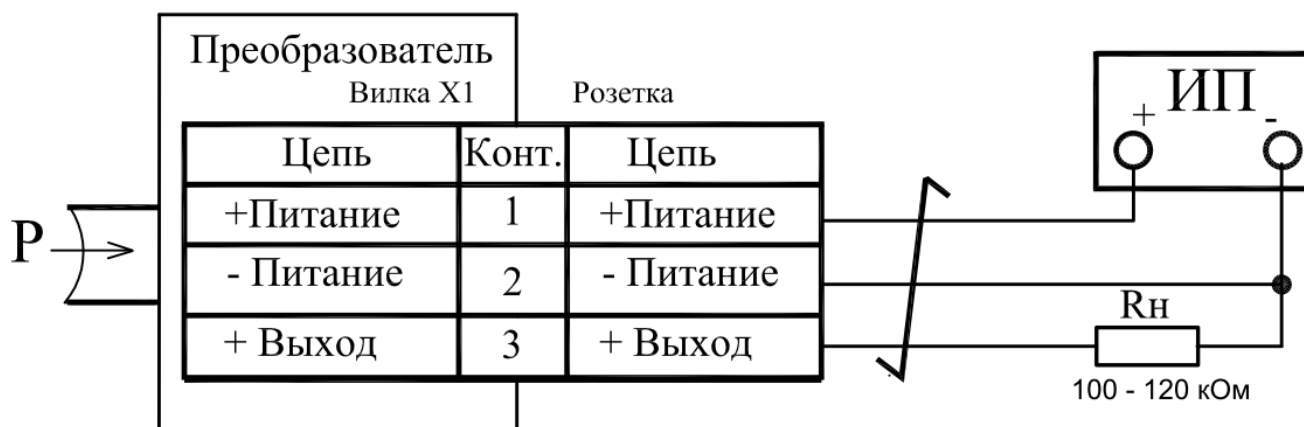 Преобразователь
Вилка X1 Розетка
ИП
+ -
Цепь Конт. Цепь
+Питание 1 +Питание
P
- Питание 2 - Питание
Rн
+ Выход 3 + Выход
100 - 120 кОм